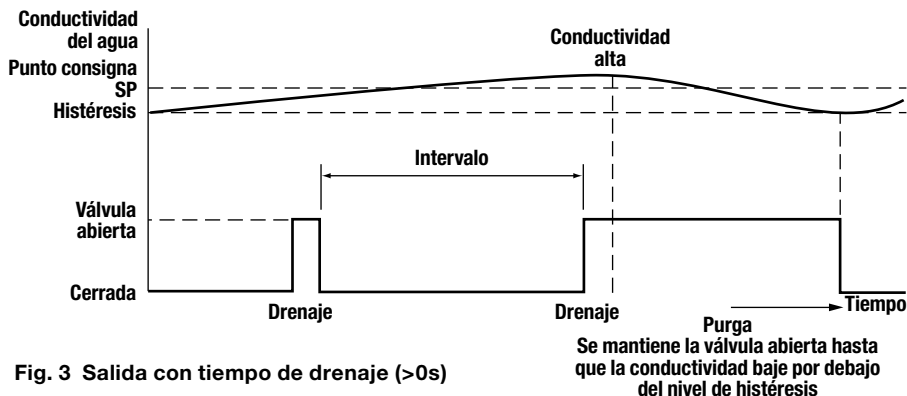 Conductividad
del agua
Conductividad
alta
Punto consigna
SP
Histéresis
Intervalo
Válvula
abierta
Cerrada
Drenaje
Drenaje
Tiempo
Purga
Se mantiene la válvula abierta hasta
que la conductividad baje por debajo
del nivel de histéresis
Fig. 3 Salida con tiempo de drenaje (>0s)